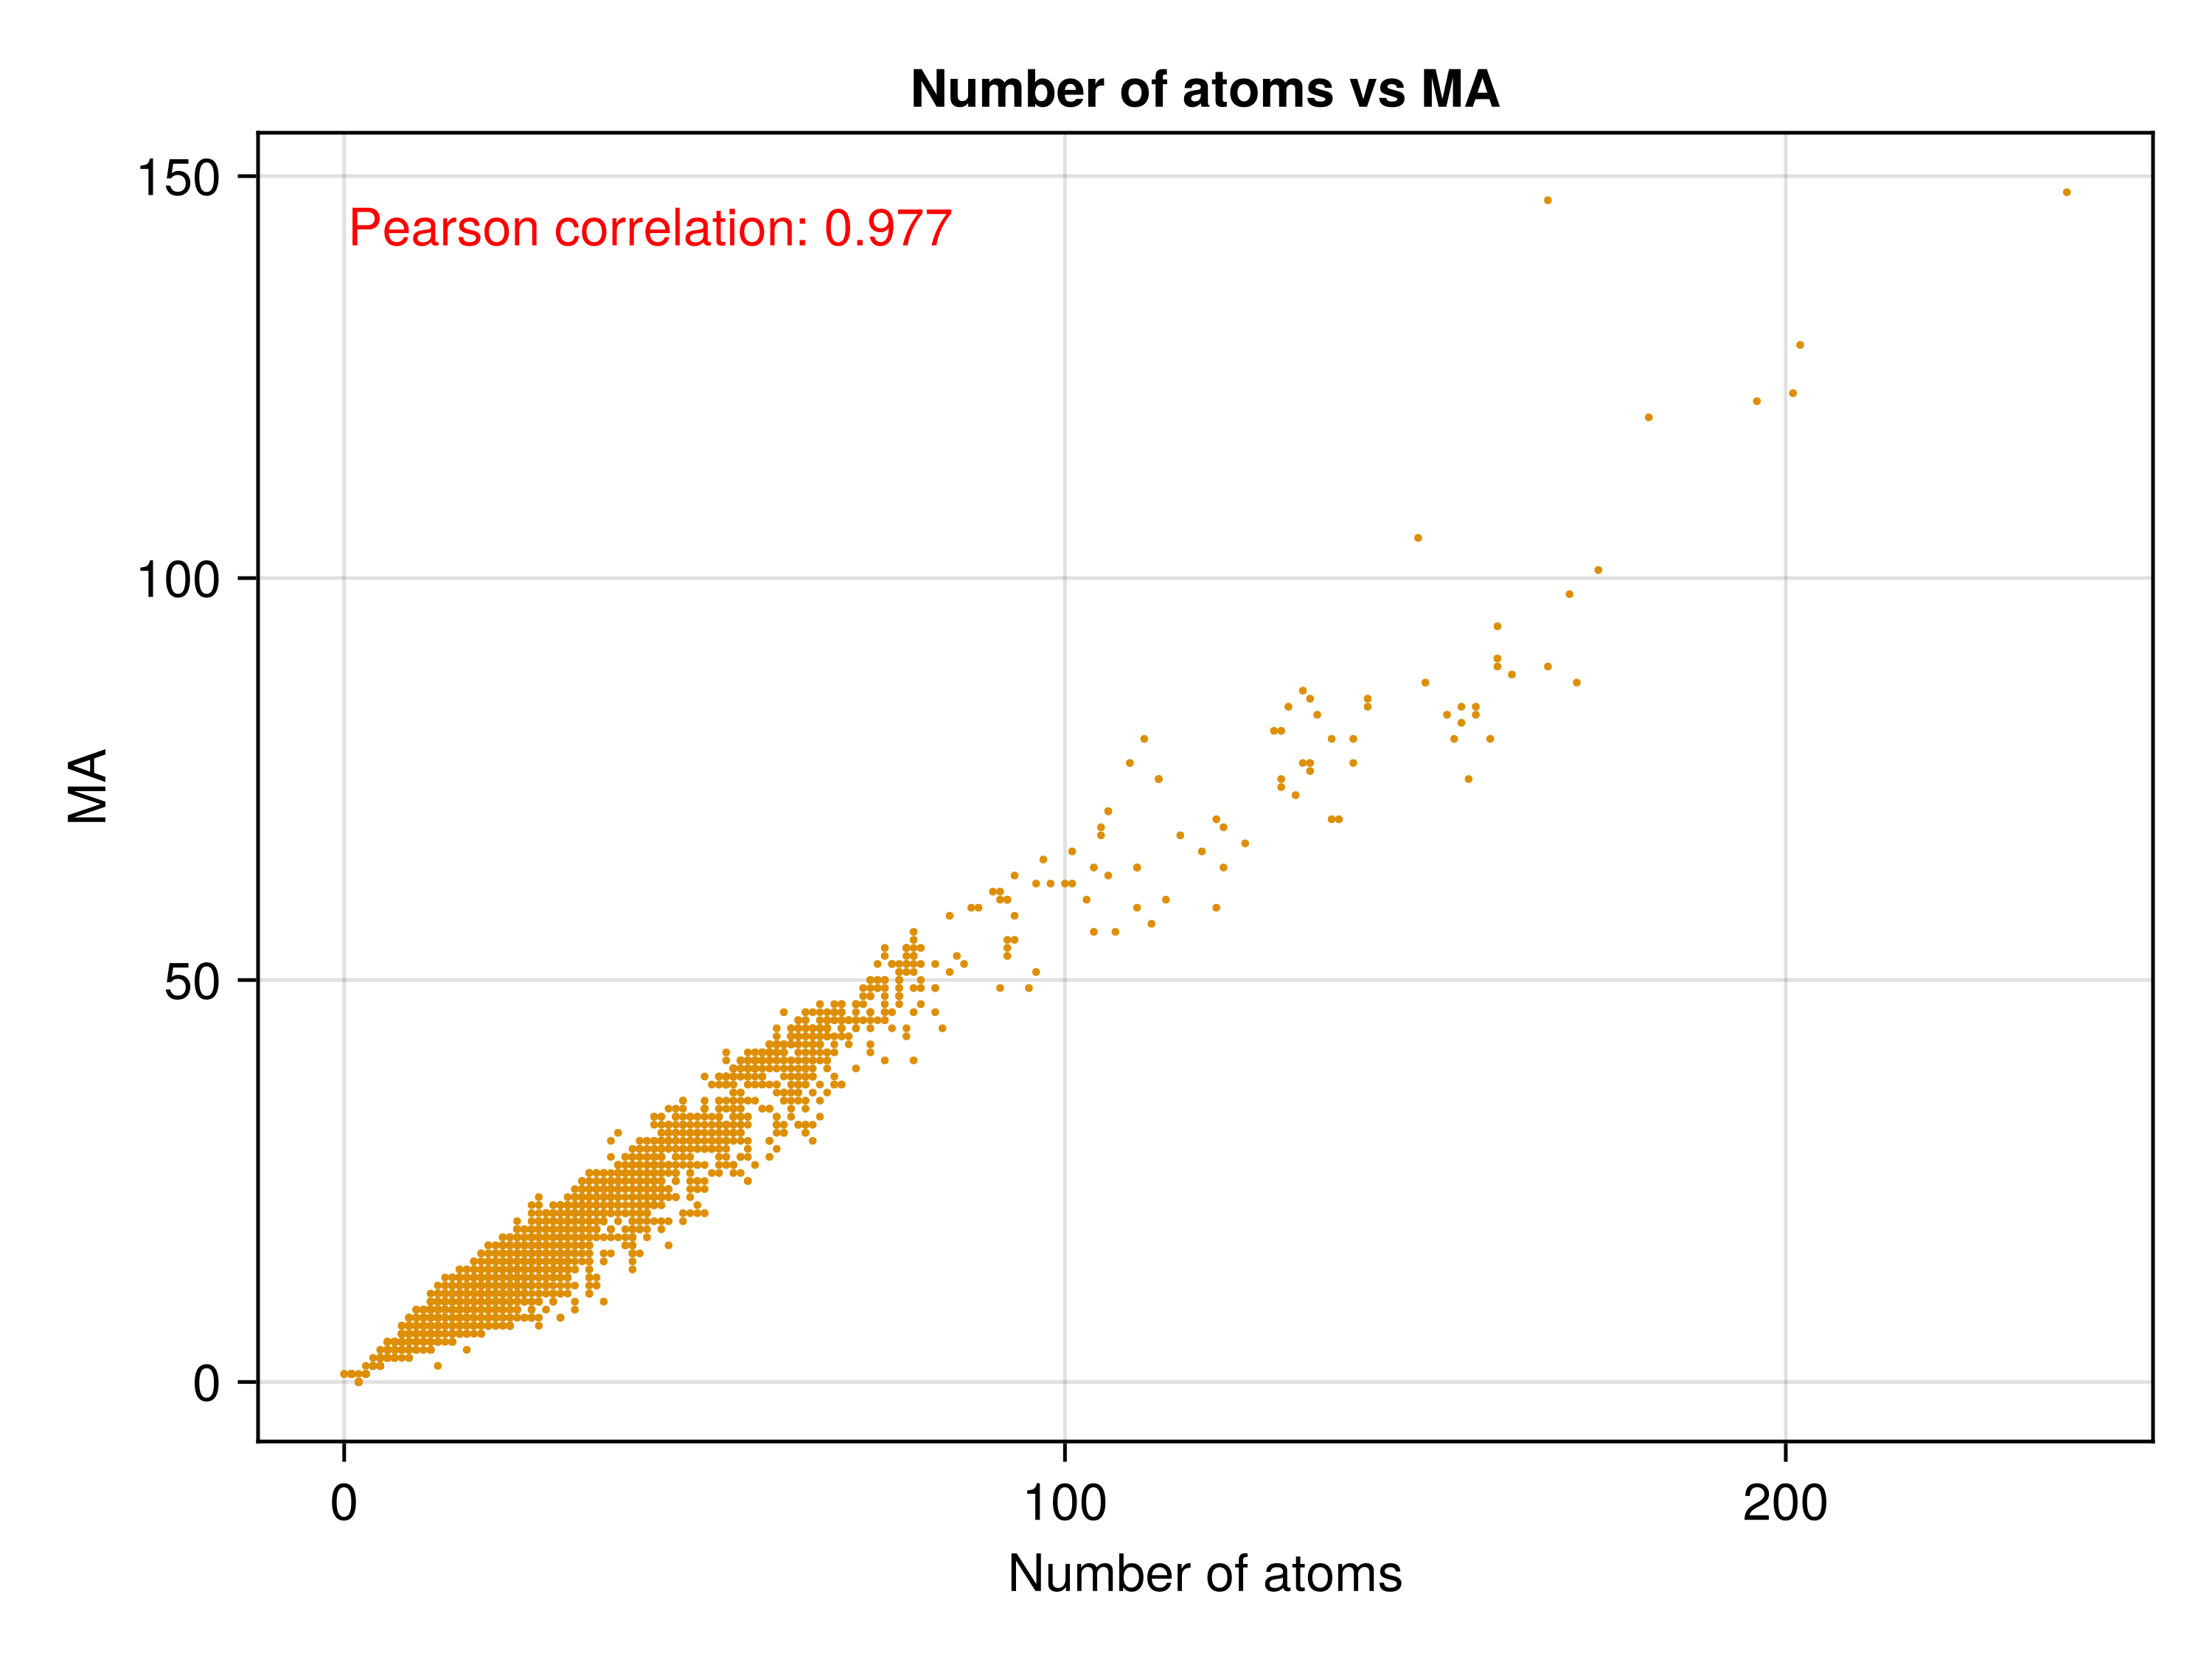 Number of atoms vs MA
150
Pearson correlation: 0.977
100
MA
50
0
0 100 200
Number of atoms